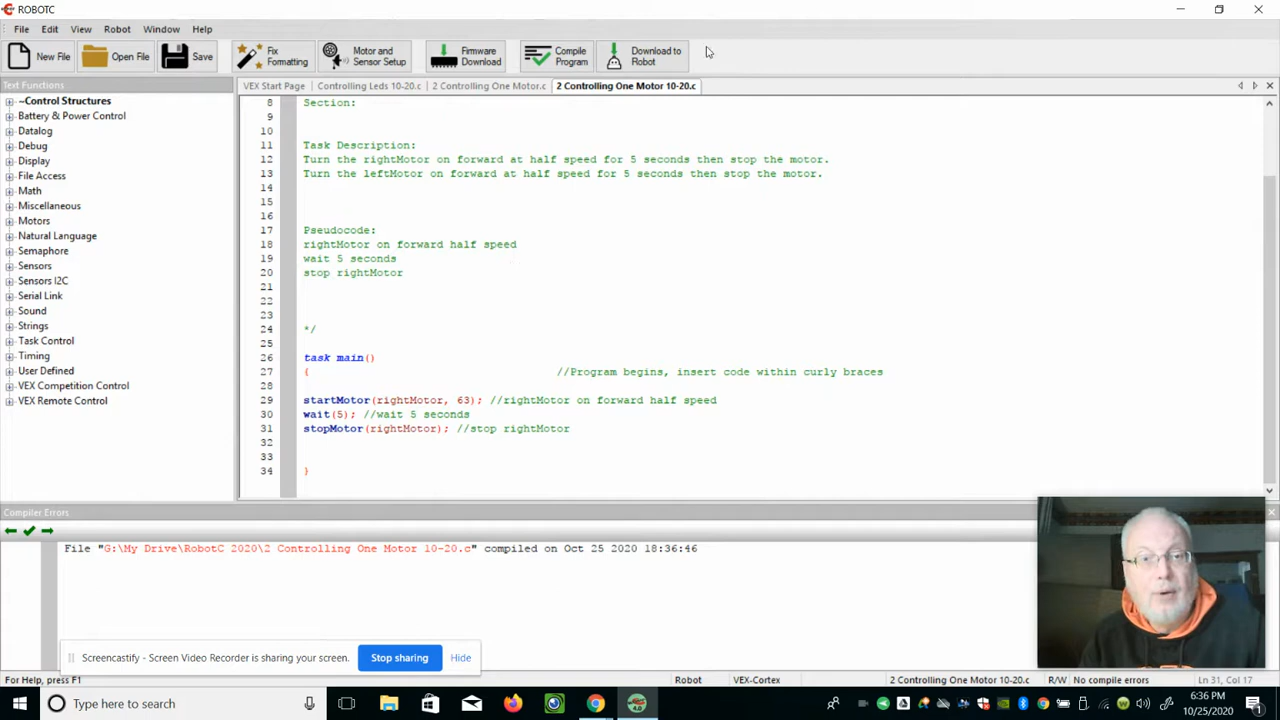 ROBOTC
File Edit View Robot Window Help
New File Open File Save Fix Formatting Motor and Sensor Setup Firmware Download Compile Program Download to Robot
Text Functions
VEX Start Page Controlling Leds 10-20.c 2 Controlling One Motor.c 2 Controlling One Motor 10-20.c
--Control Structures
Battery & Power Control
Datalog
Debug
Display
File Access
Math
Miscellaneous
Motors
Natural Language
Semaphore
Sensors
Sensors I2C
Serial Link
Sound
Strings
Task Control
Timing
User Defined
VEX Competition Control
VEX Remote Control
8 Section:
9
10
11 Task Description:
12 Turn the rightMotor on forward at half speed for 5 seconds then stop the motor.
13 Turn the leftMotor on forward at half speed for 5 seconds then stop the motor.
14
15
16
17 Pseudocode:
18 rightMotor on forward half speed
19 wait 5 seconds
20 stop rightMotor
21
22
23
24 */
25
26 task main()
27 { //Program begins, insert code within curly braces
28
29 startMotor(rightMotor, 63); //rightMotor on forward half speed
30 wait(5); //wait 5 seconds
31 stopMotor(rightMotor); //stop rightMotor
32
33
34 }
Compiler Errors
File "G:\My Drive\RobotC 2020\2 Controlling One Motor 10-20.c" compiled on Oct 25 2020 18:36:46
Screencastify - Screen Video Recorder is sharing your screen. Stop sharing Hide
For Help, press F1 Robot VEX-Cortex 2 Controlling One Motor 10-20.c R/W No compile errors Ln 31, Col 17
Type here to search
6:36 PM
10/25/2020